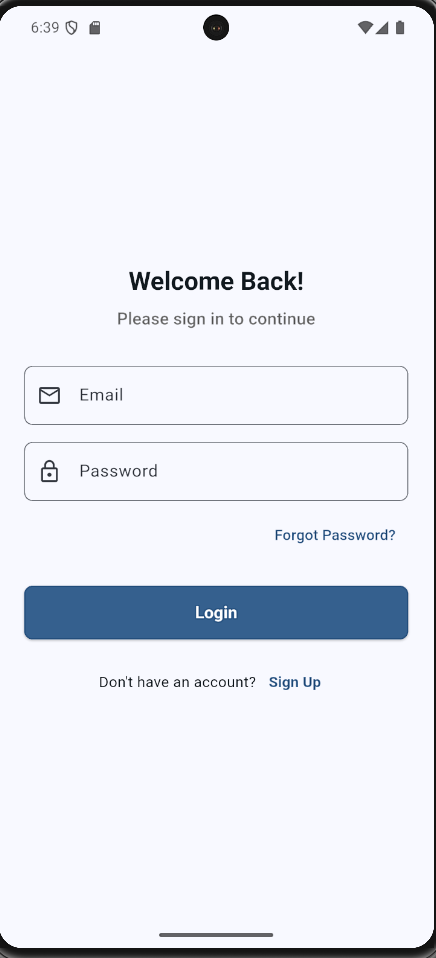 6:39
Welcome Back!
Please sign in to continue
Email
Password
Forgot Password?
Login
Don't have an account? Sign Up